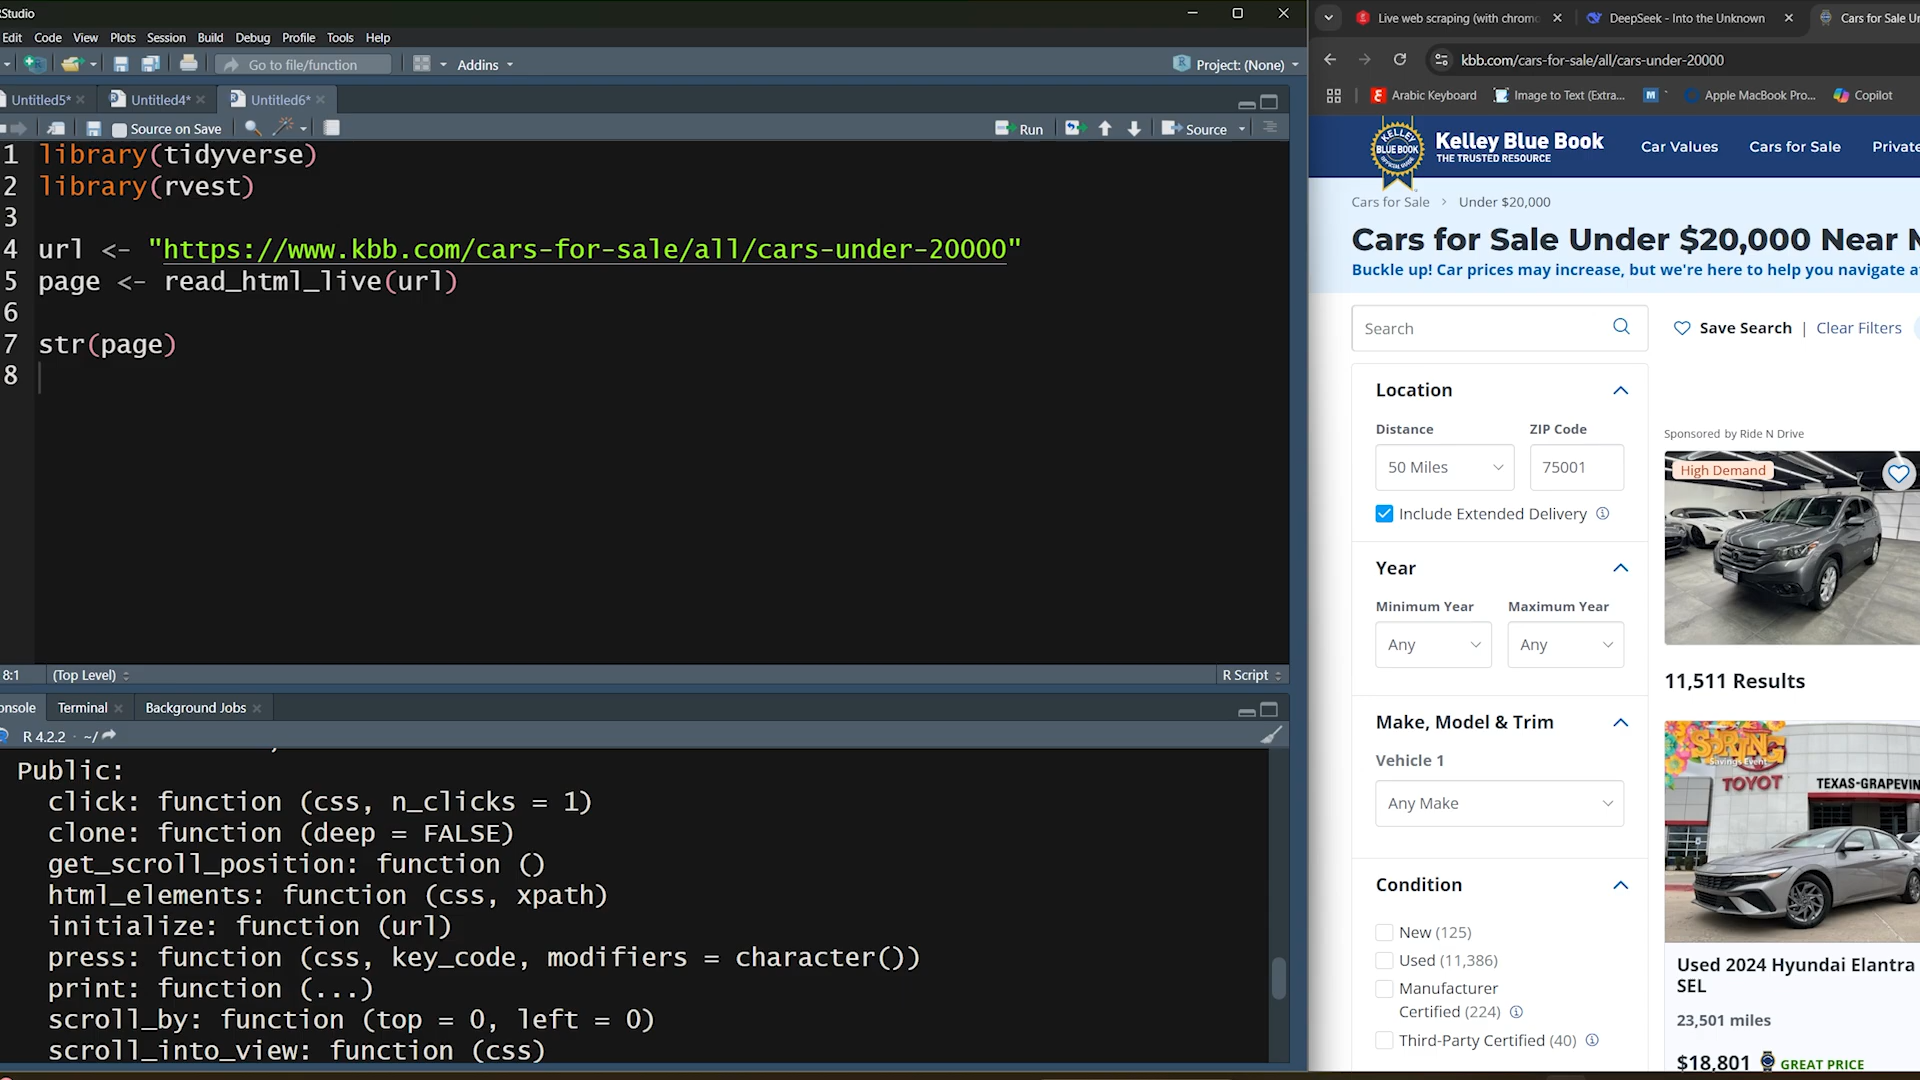 RStudio
Edit Code View Plots Session Build Debug Profile Tools Help
Go to file/function Addins Project: (None)
Untitled5* Untitled4* Untitled6*
Source on Save Run Source
1 library(tidyverse)
2 library(rvest)
3
4 url <- "https://www.kbb.com/cars-for-sale/all/cars-under-20000"
5 page <- read_html_live(url)
6
7 str(page)
8
8:1 (Top Level) R Script
onsole Terminal Background Jobs
R 4.2.2 · ~/
Public:
click: function (css, n_clicks = 1)
clone: function (deep = FALSE)
get_scroll_position: function ()
html_elements: function (css, xpath)
initialize: function (url)
press: function (css, key_code, modifiers = character())
print: function (...)
scroll_by: function (top = 0, left = 0)
scroll_into_view: function (css)
Live web scraping (with chromo DeepSeek - Into the Unknown Cars for Sale Un
kbb.com/cars-for-sale/all/cars-under-20000
Arabic Keyboard Image to Text (Extra... M Apple MacBook Pro... Copilot
KELLEY
BLUE BOOK
OFFICIAL GUIDE
Kelley Blue Book
THE TRUSTED RESOURCE
Car Values Cars for Sale Private
Cars for Sale > Under $20,000
Cars for Sale Under $20,000 Near M
Buckle up! Car prices may increase, but we're here to help you navigate a
Search
Save Search | Clear Filters
Location
Distance ZIP Code
50 Miles 75001
Include Extended Delivery
Year
Minimum Year Maximum Year
Any Any
Make, Model & Trim
Vehicle 1
Any Make
Condition
New (125)
Used (11,386)
Manufacturer
Certified (224)
Third-Party Certified (40)
Sponsored by Ride N Drive
High Demand
11,511 Results
SPRING
Savings Event
TOYOT
TEXAS-GRAPEVIN
Used 2024 Hyundai Elantra
SEL
23,501 miles
$18,801 GREAT PRICE